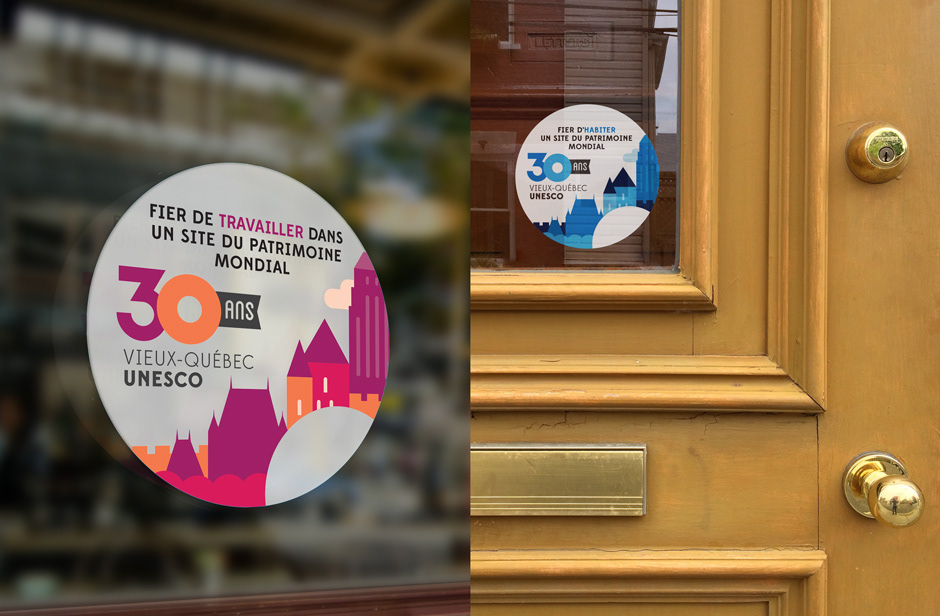 FIER DE TRAVAILLER DANS
UN SITE DU PATRIMOINE
MONDIAL
30 ANS
VIEUX-QUÉBEC
UNESCO
FIER D'HABITER
UN SITE DU PATRIMOINE
MONDIAL
30 ANS
VIEUX-QUÉBEC
UNESCO